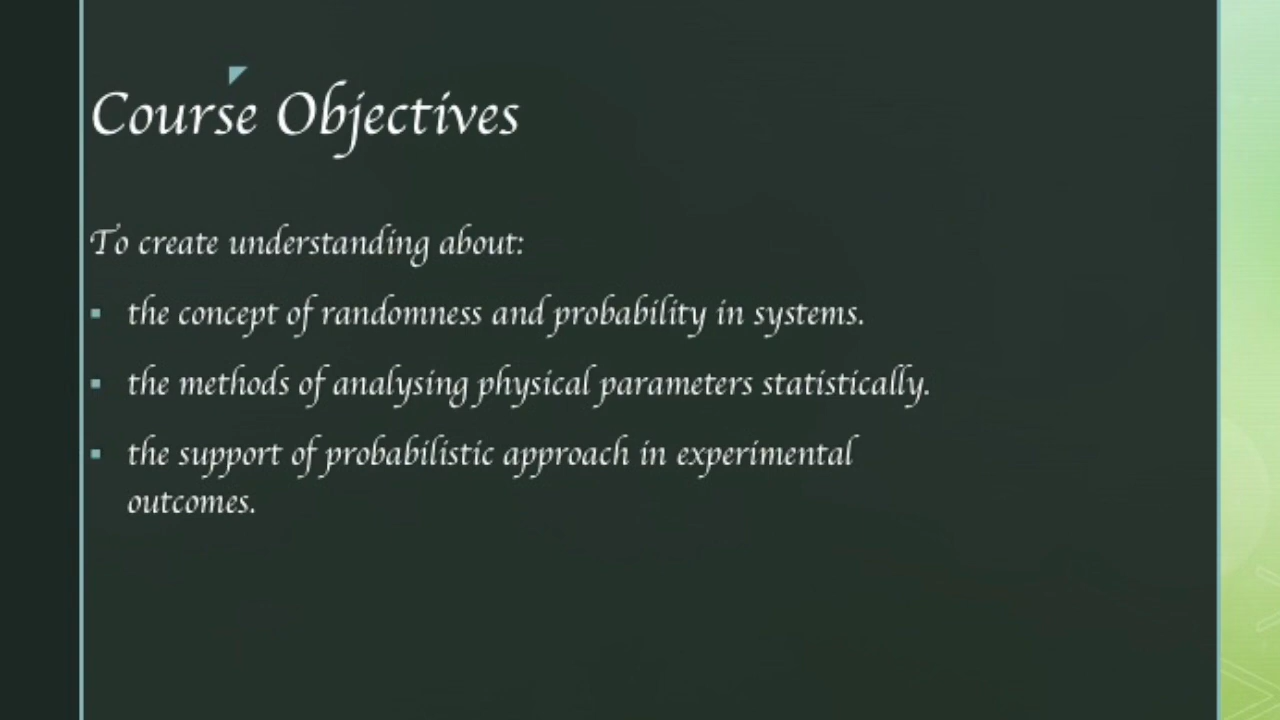 Course Objectives
To create understanding about:
▪ the concept of randomness and probability in systems.
▪ the methods of analysing physical parameters statistically.
▪ the support of probabilistic approach in experimental
outcomes.